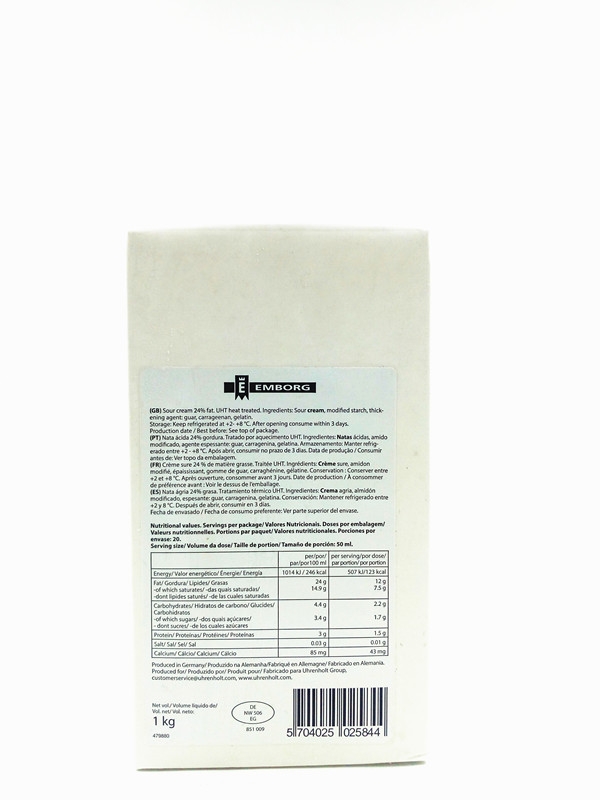 E EMBORG
(GB) Sour cream 24% fat. UHT heat treated. Ingredients: Sour cream, modified starch, thick-
ening agent: guar, carrageenan, gelatin.
Storage: Keep refrigerated at +2- +8 °C. After opening consume within 3 days.
Production date / Best before: See top of package.
(PT) Nata ácida 24% gordura. Tratado por aquecimento UHT. Ingredientes: Natas ácidas, amido
modificado, agente espessante: guar, carragenina, gelatina. Armazenamento: Manter refrig-
erado entre +2 - +8 °C. Após abrir, consumir no prazo de 3 dias. Data de produção / Consumir
antes de: Ver topo da embalagem.
(FR) Crème sure 24 % de matière grasse. Traitée UHT. Ingrédients: Crème sure, amidon
modifié, épaississant, gomme de guar, carraghénine, gélatine. Conservation : Conserver entre
+2 et +8 °C. Après ouverture, consommer avant 3 jours. Date de production / À consommer
de préférence avant : Voir le dessus de l'emballage.
(ES) Nata ágria 24% grasa. Tratamiento térmico UHT. Ingredientes: Crema agria, almidón
modificado, espesante: guar, carragenina, gelatina. Conservación: Mantener refrigerado entre
+2 y 8 °C. Después de abrir, consumir en 3 días.
Fecha de envasado / Fecha de consumo preferente: Ver parte superior del envase.
Nutritional values. Servings per package/ Valores Nutricionais. Doses por embalagem/
Valeurs nutritionnelles. Portions par paquet/ Valores nutricionales. Porciones por
envase: 20.
Serving size/ Volume da dose/ Taille de portion/ Tamaño de porción: 50 ml.
per/por/ per serving/por dose/
par/por100 ml par portion/ por portion
Energy/ Valor energético/ Énergie/ Energía 1014 kJ / 246 kcal 507 kJ/123 kcal
Fat/ Gordura/ Lipides/ Grasas 24 g 12 g
-of which saturates/ -das quais saturadas/ 14.9 g 7.5 g
-dont lipides saturés/ -de las cuales saturadas
Carbohydrates/ Hidratos de carbono/ Glucides/ 4.4 g 2.2 g
Carbohidratos
-of which sugars/ -dos quais açúcares/ 3.4 g 1.7 g
- dont sucres/ -de los cuales azúcares
Protein/ Proteínas/ Protéines/ Proteínas 3 g 1.5 g
Salt/ Sal/ Sel/ Sal 0.03 g 0.01 g
Calcium/ Cálcio/ Calcium/ Cálcio 85 mg 43 mg
Produced in Germany/ Produzido na Alemanha/Fabriqué en Allemagne/ Fabricado en Alemania.
Produced for/ Produzido por/ Produit pour/ Fabricado para Uhrenholt Group,
customerservice@uhrenholt.com, www.uhrenholt.com.
Net vol./ Volume líquido de/
Vol. net/ Vol. neto:
1 kg
479880
DE
NW 506
EG
851 009
5 704025 025844